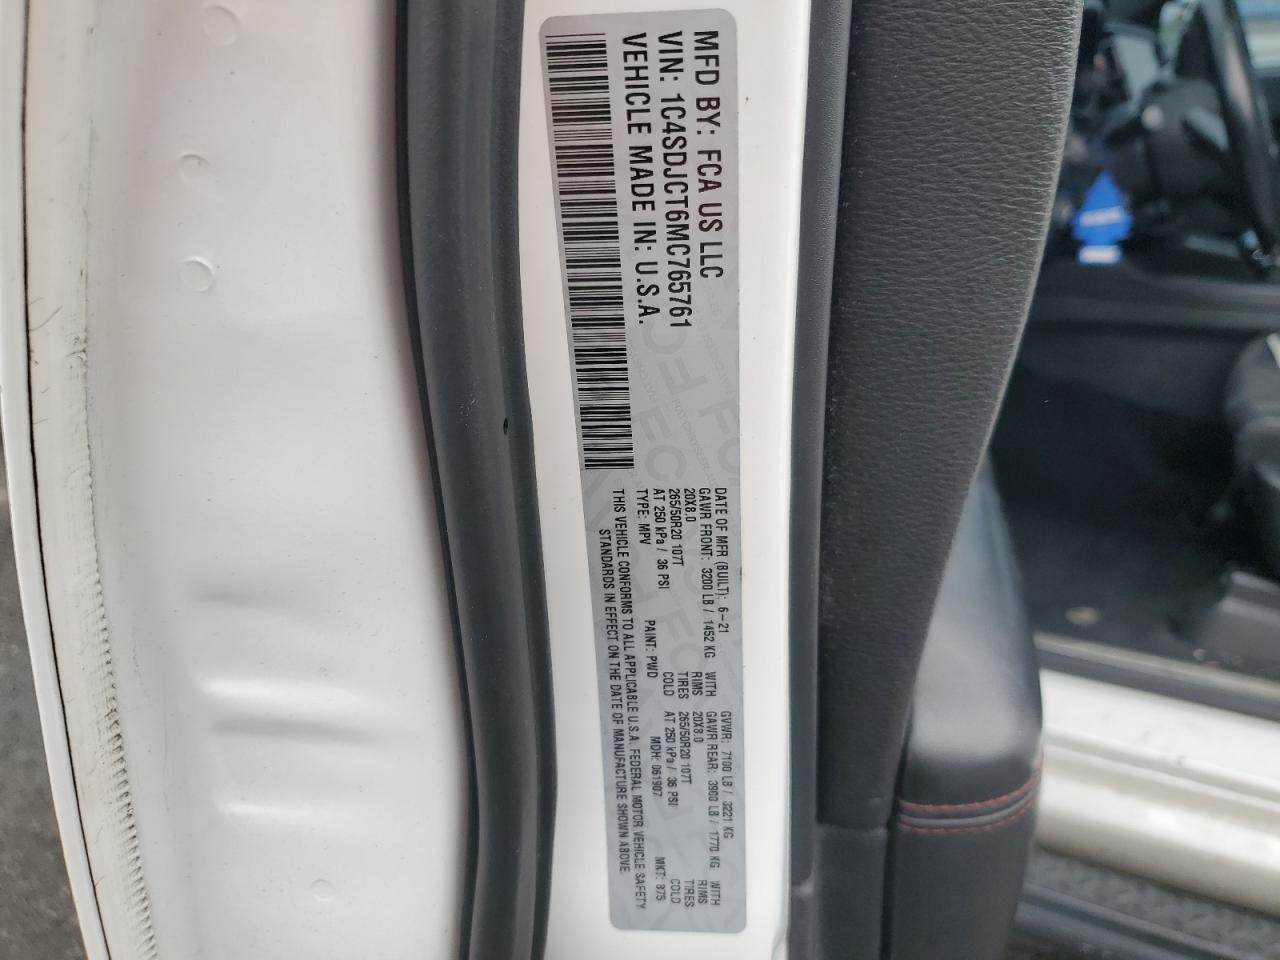 MFD BY: FCA US LLC
VIN: 1C4SDJCT6MC765761
VEHICLE MADE IN: U.S.A.
DATE OF MFR (BUILT): 6-21 GVWR: 7100 LB / 3221 KG
GAWR FRONT: 3200 LB / 1452 KG WITH GAWR REAR: 3900 LB / 1770 KG WITH
20X8.0 RIMS 20X8.0 RIMS
265/50R20 107T TIRES 265/50R20 107T TIRES
AT 250 kPa / 36 PSI COLD AT 250 kPa / 36 PSI COLD
TYPE: MPV PAINT: PWD MDH: 061907 MKT: 875
THIS VEHICLE CONFORMS TO ALL APPLICABLE U.S.A. FEDERAL MOTOR VEHICLE SAFETY
STANDARDS IN EFFECT ON THE DATE OF MANUFACTURE SHOWN ABOVE.